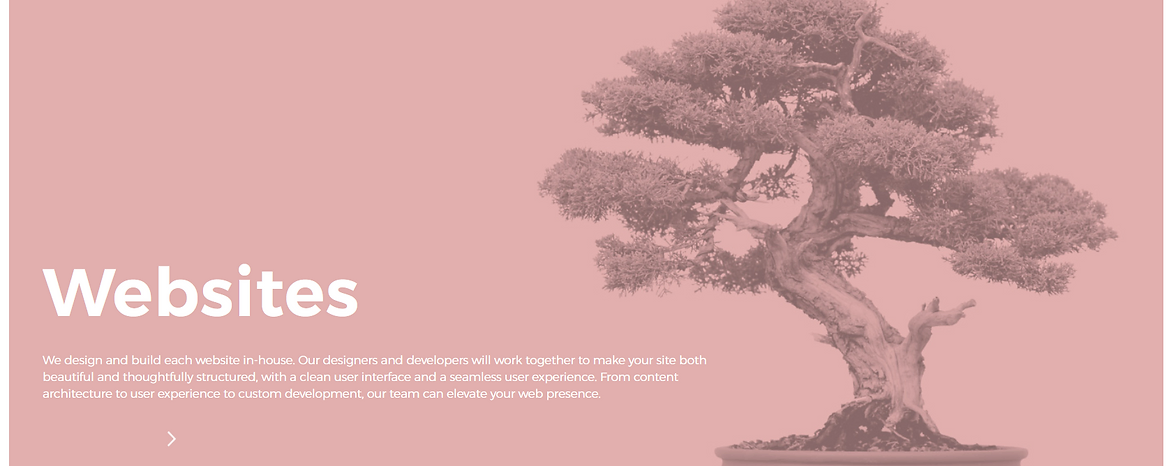 Websites
We design and build each website in-house. Our designers and developers will work together to make your site both
beautiful and thoughtfully structured, with a clean user interface and a seamless user experience. From content
architecture to user experience to custom development, our team can elevate your web presence.